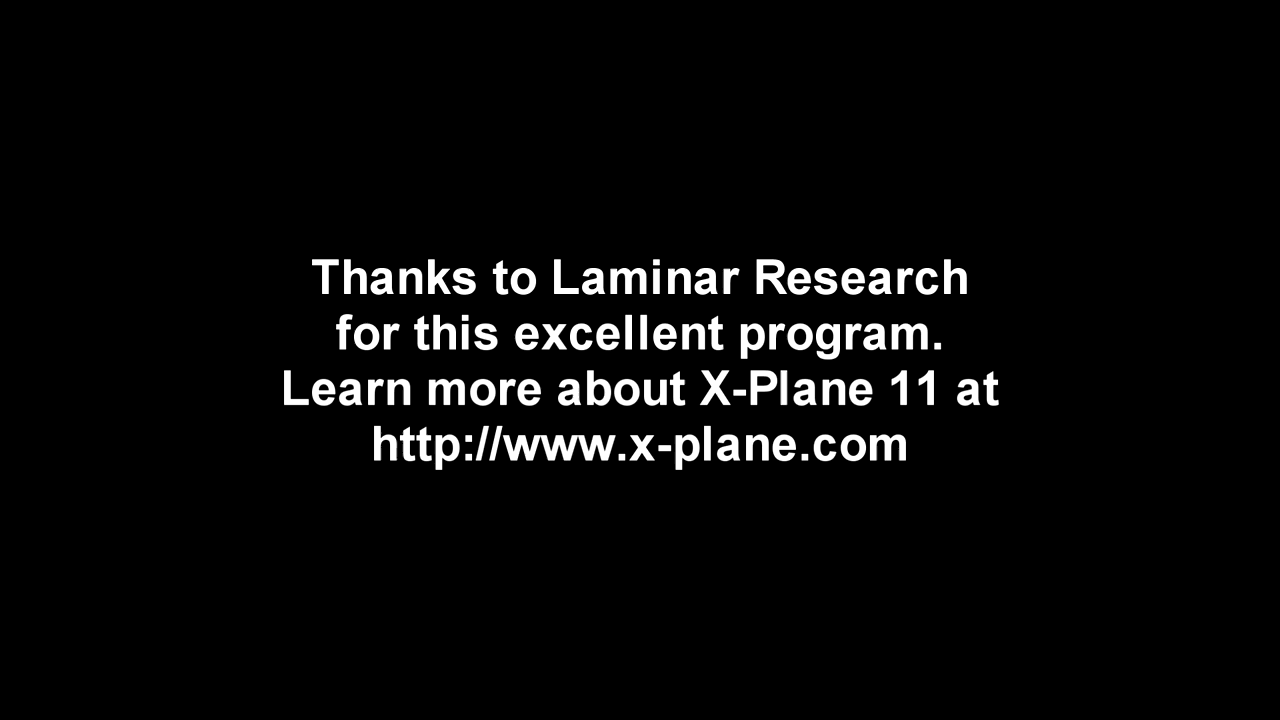 Thanks to Laminar Research
for this excellent program.
Learn more about X-Plane 11 at
http://www.x-plane.com